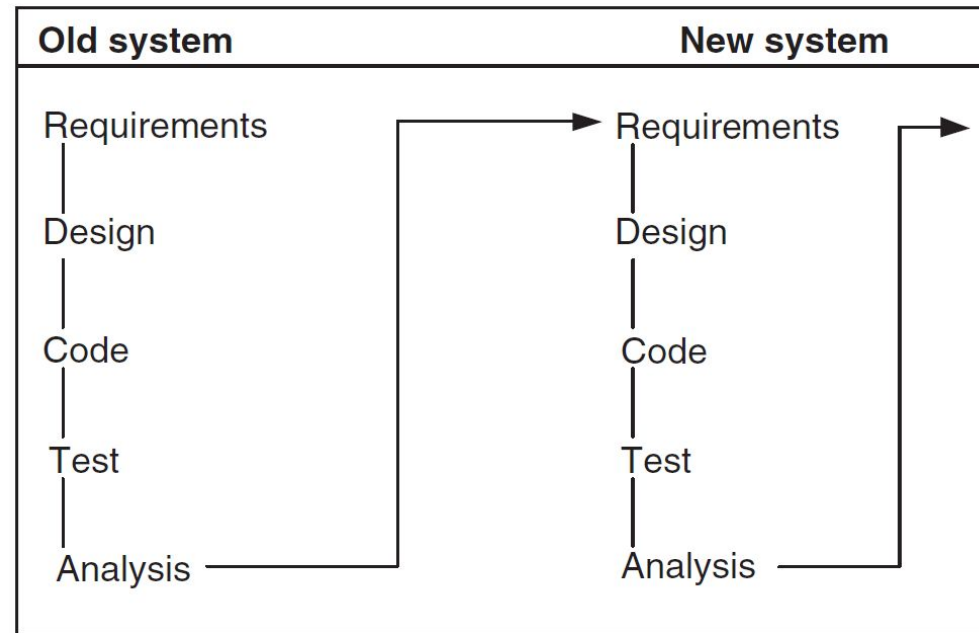 Old system New system
Requirements Requirements
Design Design
Code Code
Test Test
Analysis Analysis